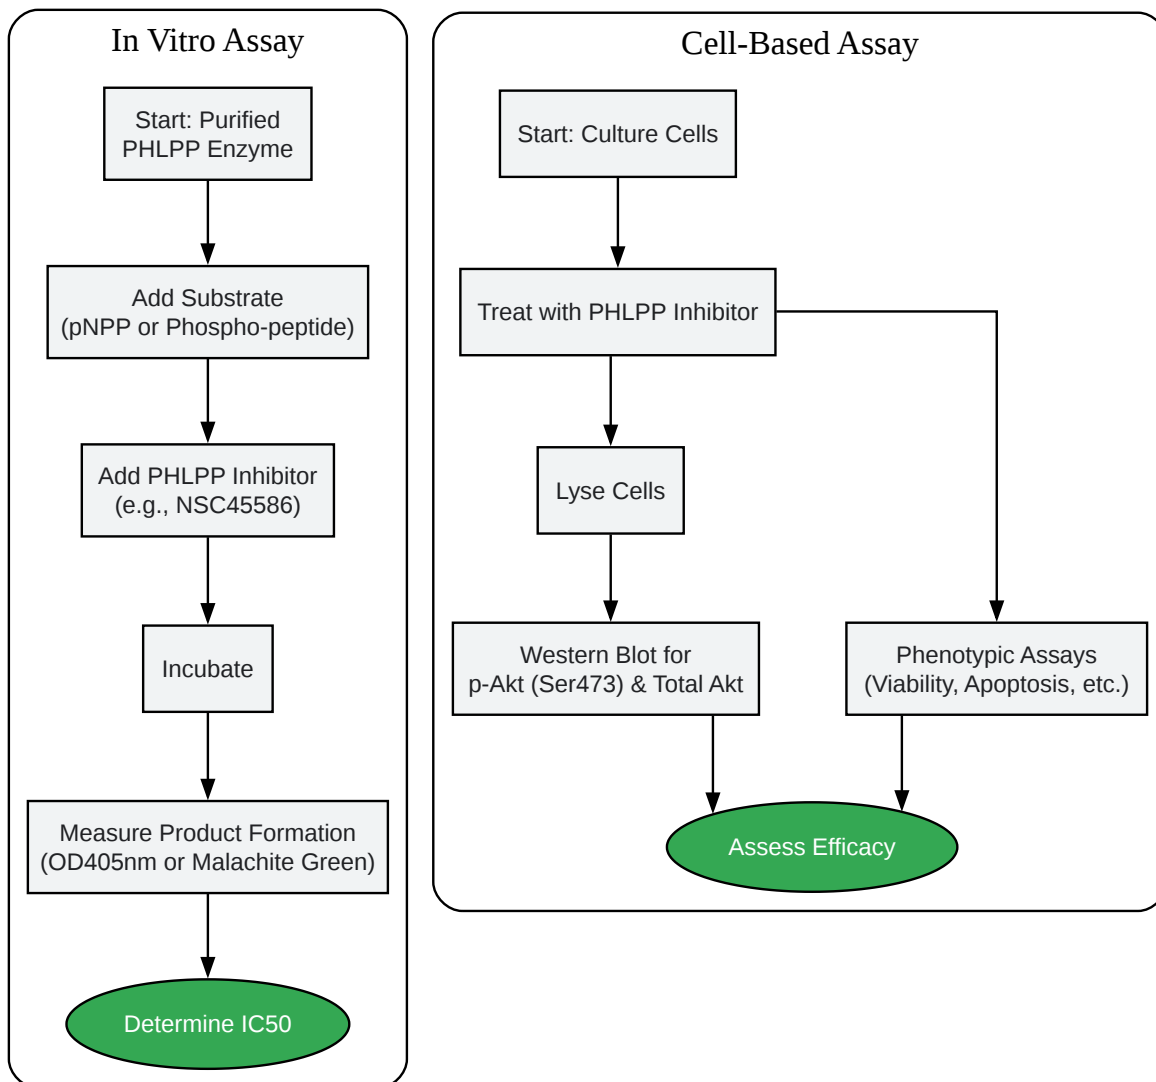 In Vitro Assay
Start: Purified
PHLPP Enzyme
Add Substrate
(pNPP or Phospho-peptide)
Add PHLPP Inhibitor
(e.g., NSC45586)
Incubate
Measure Product Formation
(OD405nm or Malachite Green)
Determine IC50
Cell-Based Assay
Start: Culture Cells
Treat with PHLPP Inhibitor
Lyse Cells
Western Blot for
p-Akt (Ser473) & Total Akt
Phenotypic Assays
(Viability, Apoptosis, etc.)
Assess Efficacy